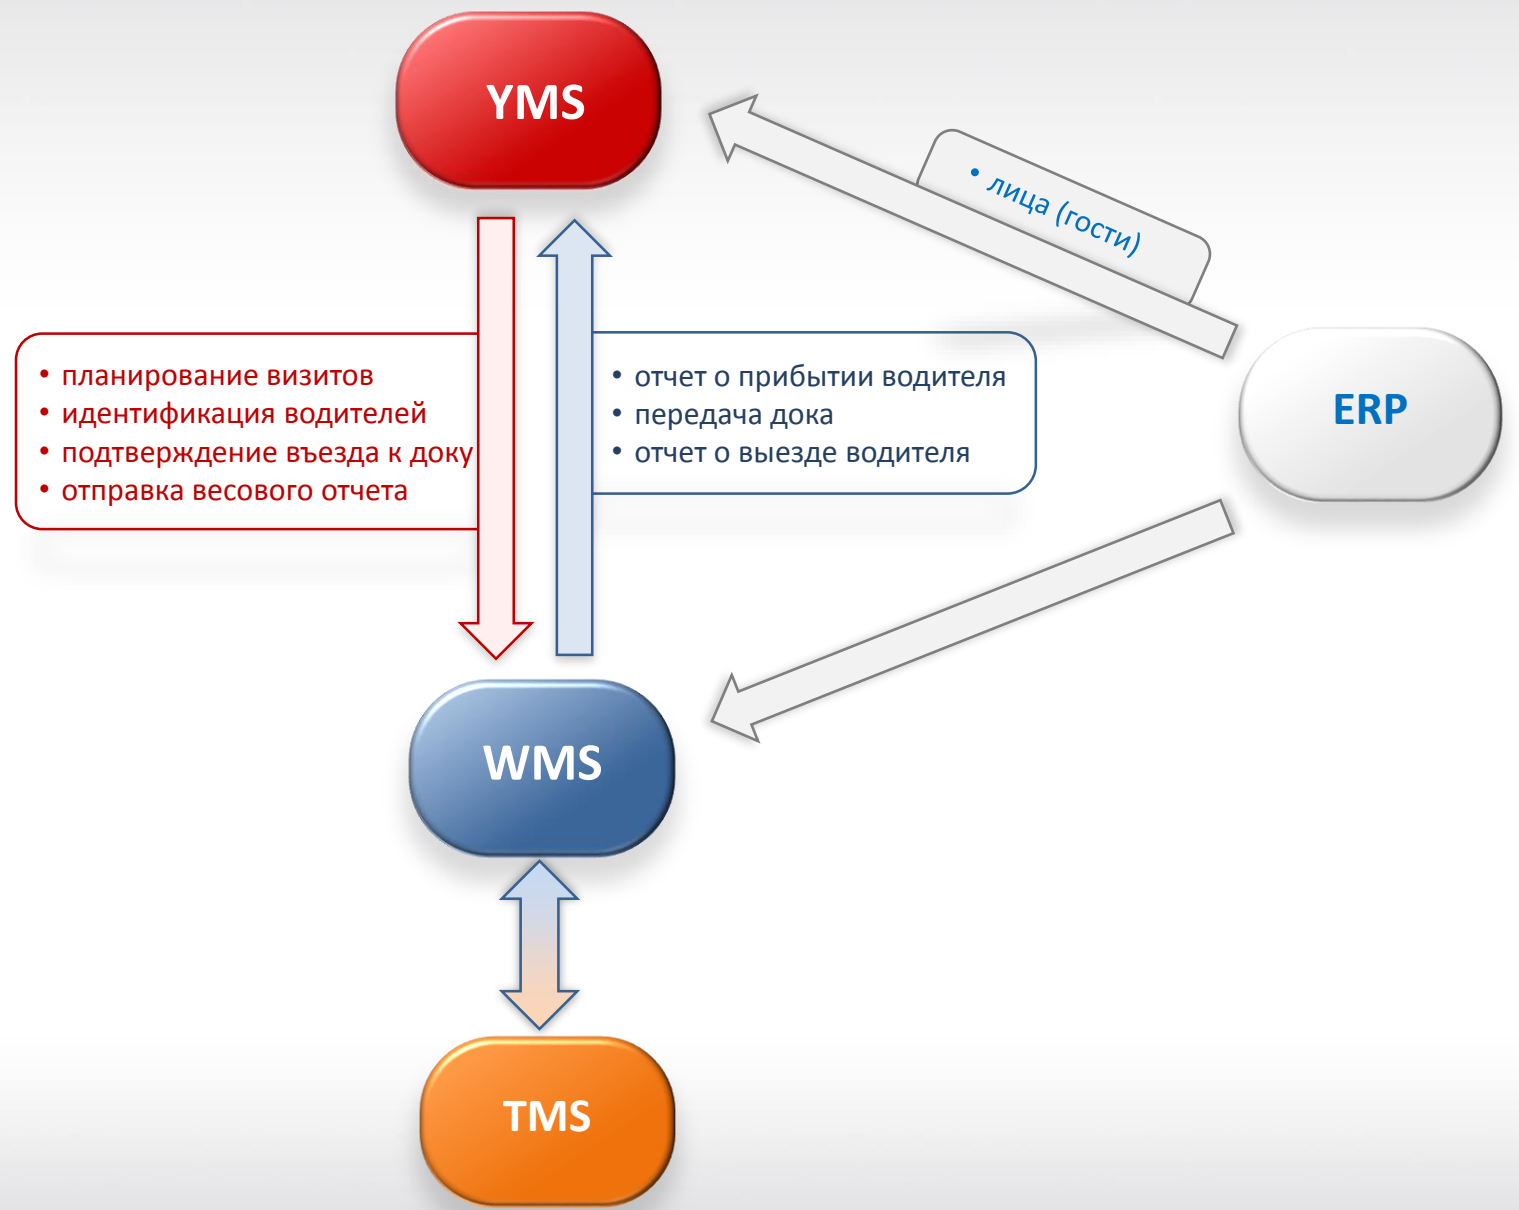 YMS
• лица (гости)
• планирование визитов
• идентификация водителей
• подтверждение въезда к доку
• отправка весового отчета
• отчет о прибытии водителя
• передача дока
• отчет о выезде водителя
ERP
WMS
TMS